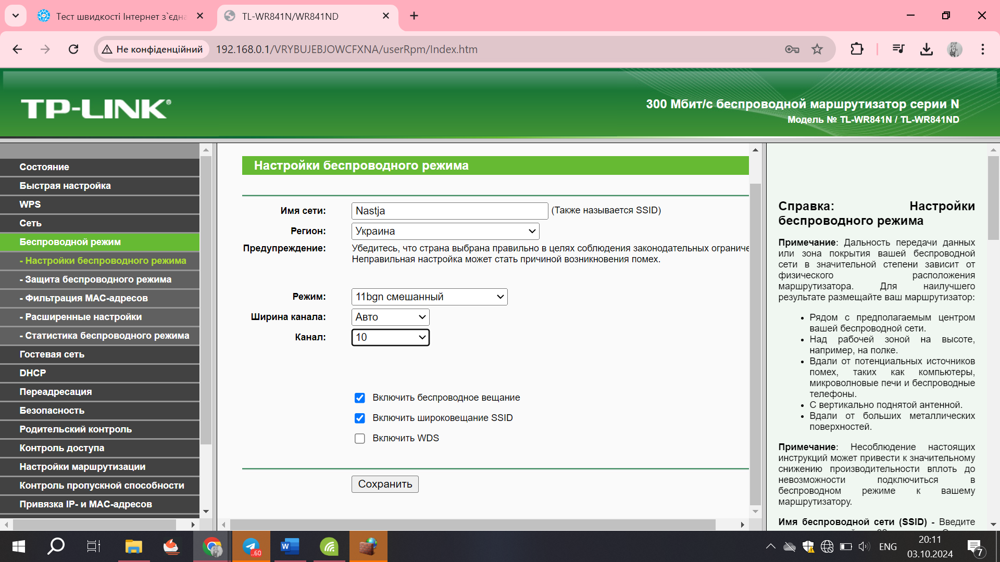 Тест швидкості Інтернет з`єдна
TL-WR841N/WR841ND
Не конфіденційний
192.168.0.1/VRYBUJEBJOWCFXNA/userRpm/Index.htm
TP-LINK®
300 Мбит/с беспроводной маршрутизатор серии N
Модель № TL-WR841N / TL-WR841ND
Состояние
Быстрая настройка
WPS
Сеть
Беспроводной режим
- Настройки беспроводного режима
- Защита беспроводного режима
- Фильтрация MAC-адресов
- Расширенные настройки
- Статистика беспроводного режима
Гостевая сеть
DHCP
Переадресация
Безопасность
Родительский контроль
Контроль доступа
Настройки маршрутизации
Контроль пропускной способности
Привязка IP- и MAC-адресов
Настройки беспроводного режима
Имя сети: Nastja (Также называется SSID)
Регион: Украина
Предупреждение: Убедитесь, что страна выбрана правильно в целях соблюдения законодательных ограниче
Неправильная настройка может стать причиной возникновения помех.
Режим: 11bgn смешанный
Ширина канала: Авто
Канал: 10
Включить беспроводное вещание
Включить широковещание SSID
Включить WDS
Сохранить
Справка: Настройки
беспроводного режима
Примечание: Дальность передачи данных
или зона покрытия вашей беспроводной
сети в значительной степени зависит от
физического расположения
маршрутизатора. Для наилучшего
результате размещайте ваш маршрутизатор:
• Рядом с предполагаемым центром
вашей беспроводной сети.
• Над рабочей зоной на высоте,
например, на полке.
• Вдали от потенциальных источников
помех, таких как компьютеры,
микроволновые печи и беспроводные
телефоны.
• С вертикально поднятой антенной.
• Вдали от больших металлических
поверхностей.
Примечание: Несоблюдение настоящих
инструкций может привести к значительному
снижению производительности вплоть до
невозможности подключиться в
беспроводном режиме к вашему
маршрутизатору.
Имя беспроводной сети (SSID) - Введите
..60
W
ENG
20:11
03.10.2024
7